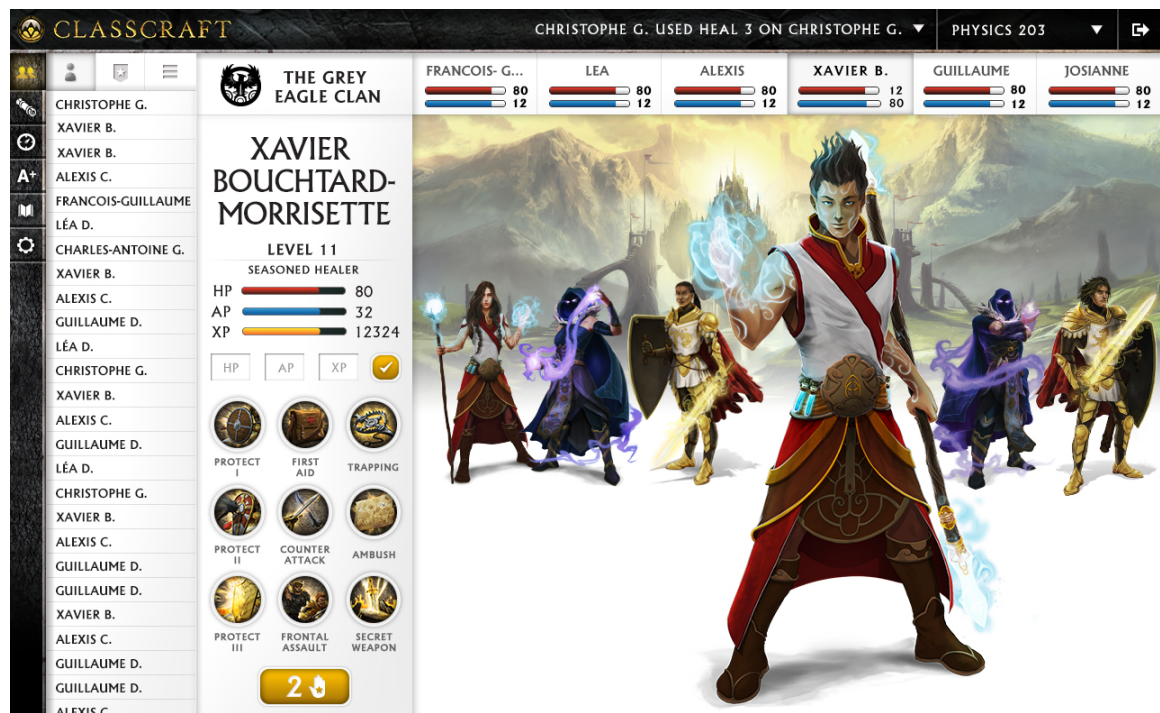 CLASSCRAFT
CHRISTOPHE G. USED HEAL 3 ON CHRISTOPHE G.
PHYSICS 203
A+
CHRISTOPHE G.
XAVIER B.
XAVIER B.
ALEXIS C.
FRANCOIS-GUILLAUME
LÉA D.
CHARLES-ANTOINE G.
XAVIER B.
ALEXIS C.
GUILLAUME D.
LÉA D.
CHRISTOPHE G.
XAVIER B.
ALEXIS C.
GUILLAUME D.
LÉA D.
CHRISTOPHE G.
XAVIER B.
ALEXIS C.
GUILLAUME D.
GUILLAUME D.
XAVIER B.
ALEXIS C.
GUILLAUME D.
GUILLAUME D.
ALEXIS C.
THE GREY
EAGLE CLAN
XAVIER
BOUCHTARD-
MORRISETTE
LEVEL 11
SEASONED HEALER
HP 80
AP 32
XP 12324
HP AP XP
PROTECT
I
FIRST
AID
TRAPPING
PROTECT
II
COUNTER
ATTACK
AMBUSH
PROTECT
III
FRONTAL
ASSAULT
SECRET
WEAPON
2
FRANCOIS- G...
80
12
LEA
80
12
ALEXIS
80
12
XAVIER B.
12
80
GUILLAUME
80
12
JOSIANNE
80
12